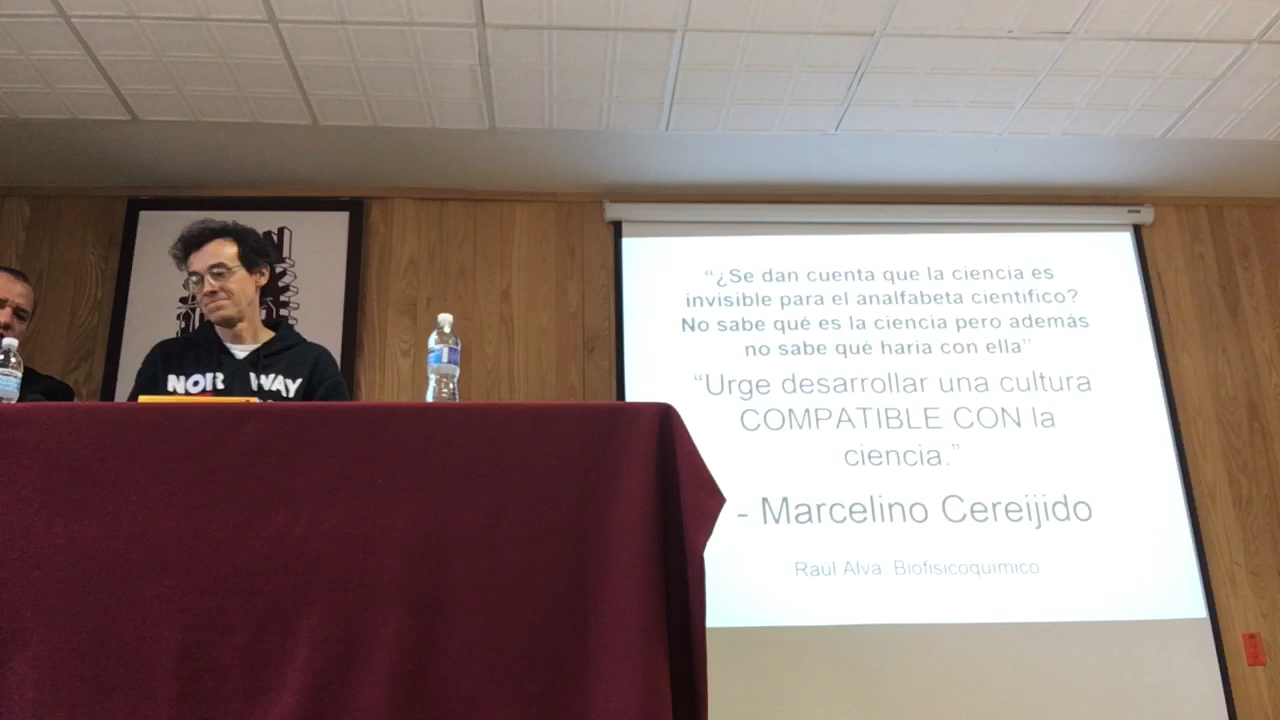 NOR WAY
“¿Se dan cuenta que la ciencia es
invisible para el analfabeta cientifico?
No sabe qué es la ciencia pero además
no sabe qué haria con ella”
“Urge desarrollar una cultura
COMPATIBLE CON la
ciencia.”
- Marcelino Cereijido
Raúl Alva. Biofisicoquimico